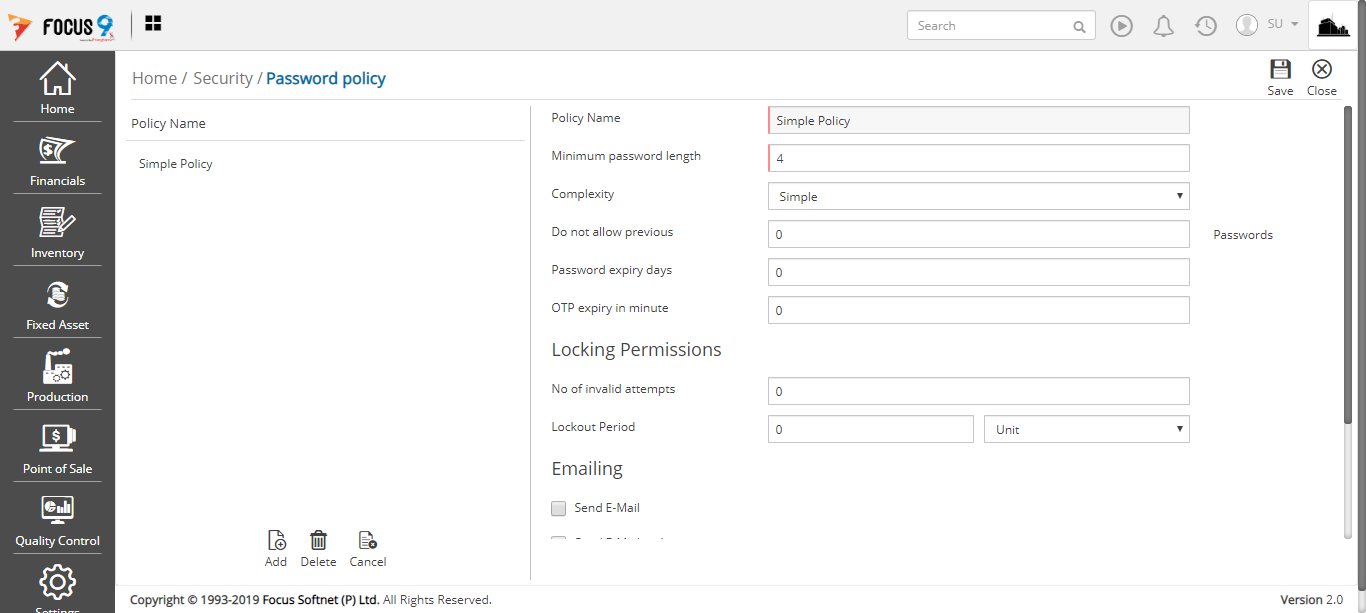 FOCUS 9
Search
SU
Home / Security / Password policy
Save
Close
Home
Financials
Inventory
Fixed Asset
Production
Point of Sale
Quality Control
Settings
Policy Name
Simple Policy
Add
Delete
Cancel
Policy Name
Simple Policy
Minimum password length
4
Complexity
Simple
Do not allow previous
0
Passwords
Password expiry days
0
OTP expiry in minute
0
Locking Permissions
No of invalid attempts
0
Lockout Period
0
Unit
Emailing
Send E-Mail
Copyright © 1993-2019 Focus Softnet (P) Ltd. All Rights Reserved.
Version 2.0